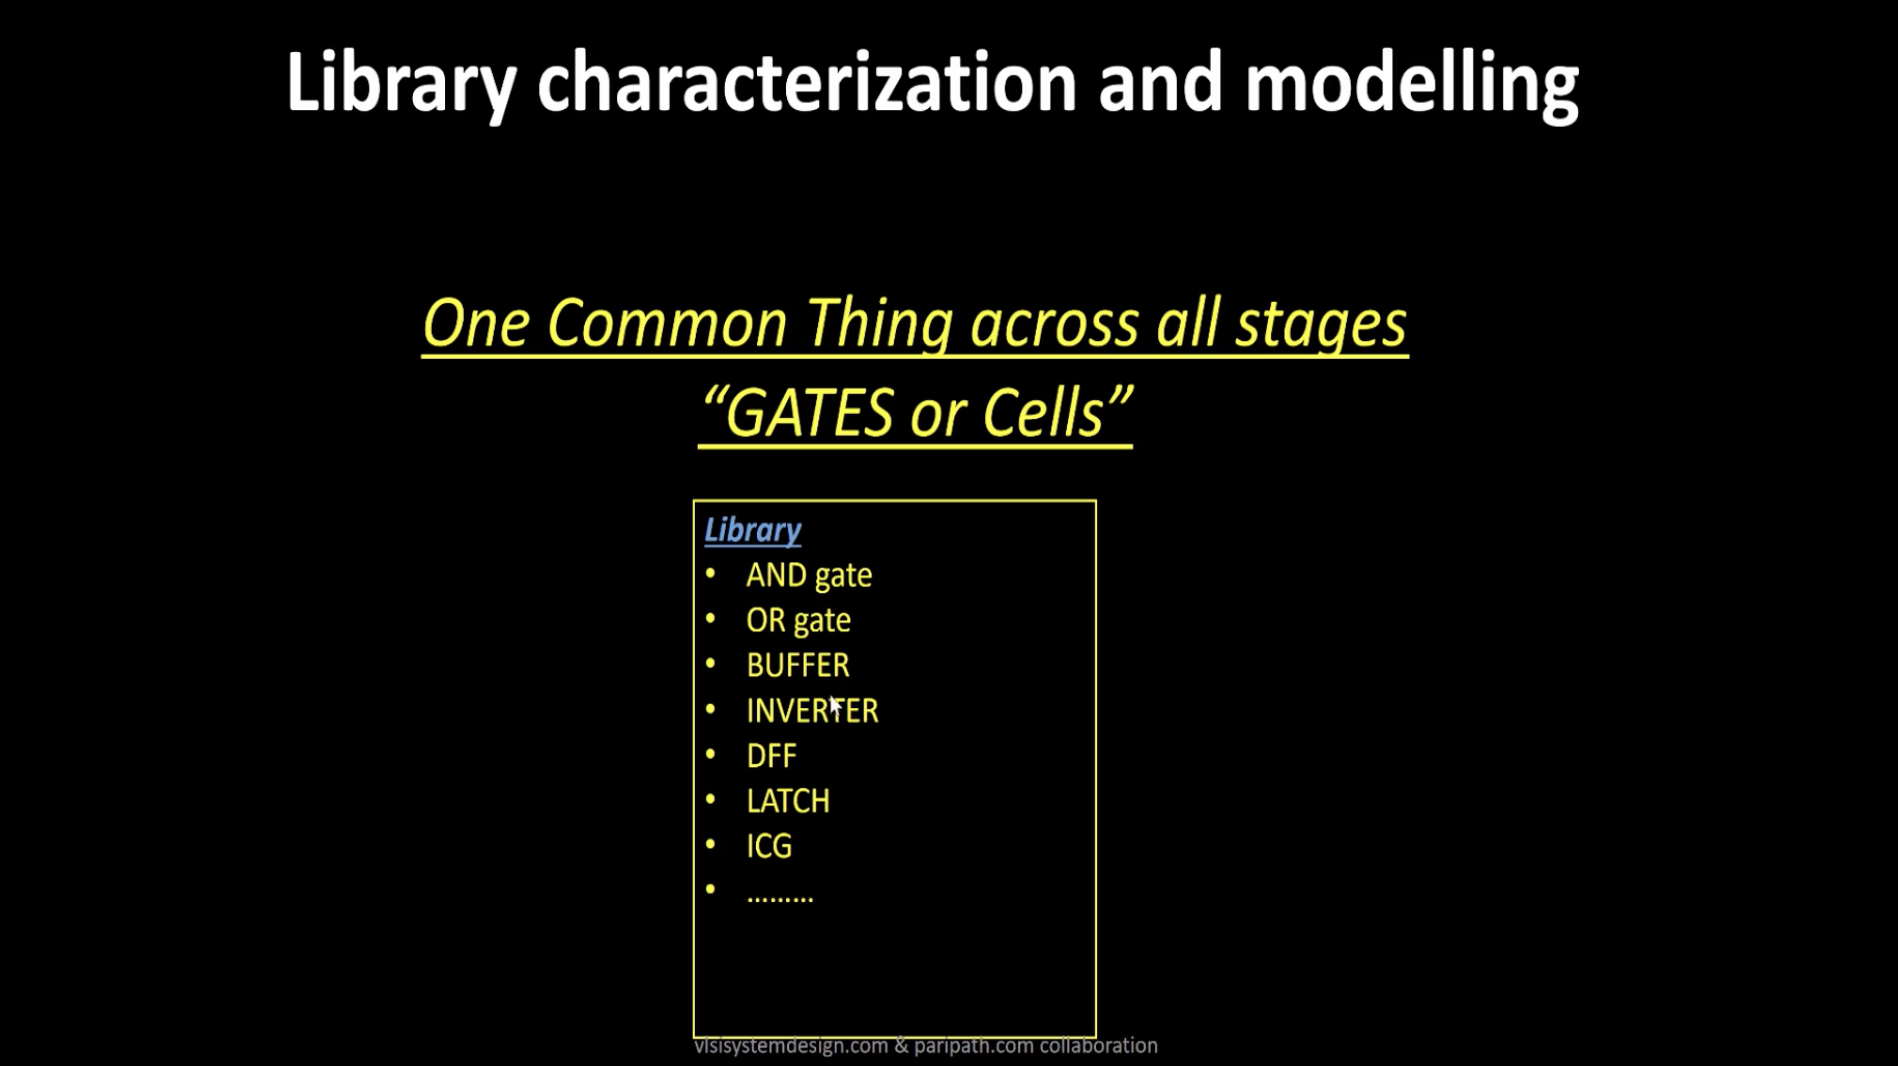 Library characterization and modelling
One Common Thing across all stages
“GATES or Cells”
Library
• AND gate
• OR gate
• BUFFER
• INVERTER
• DFF
• LATCH
• ICG
• .........
vlsisystemdesign.com & paripath.com collaboration